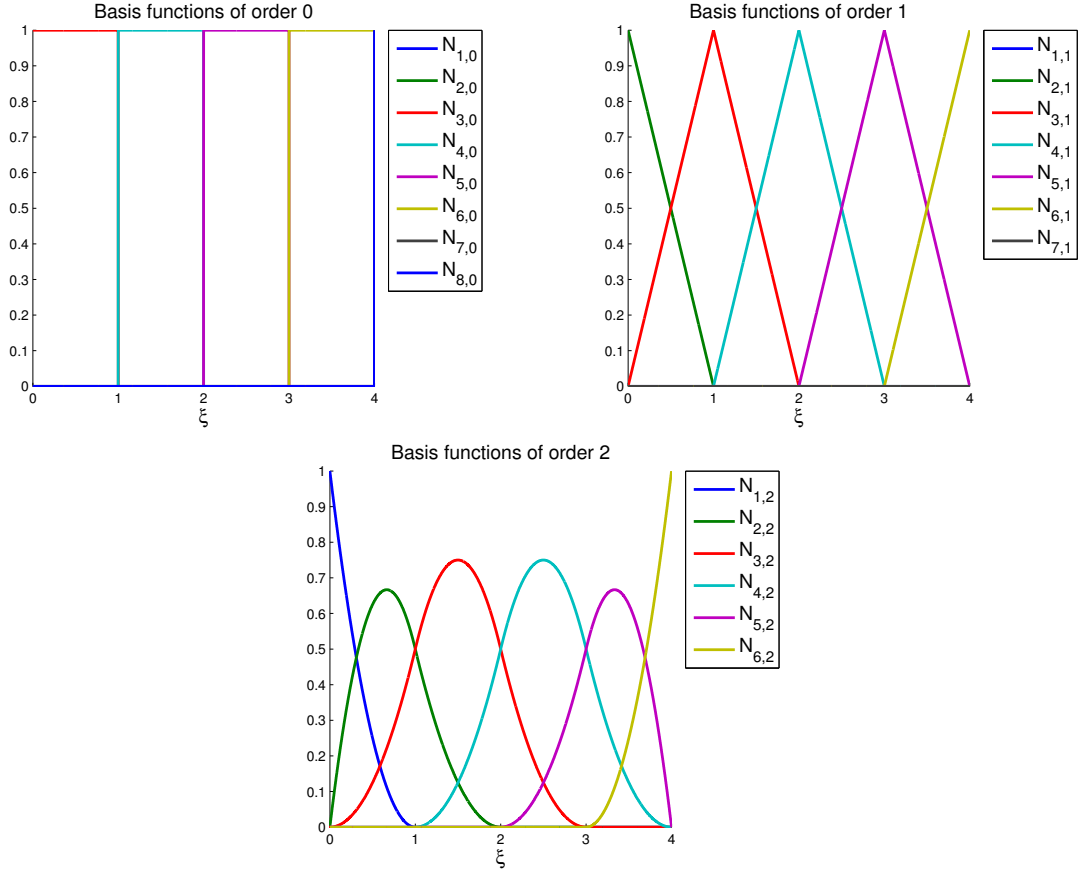 Basis functions of order 0
1
0.9
0.8
0.7
0.6
0.5
0.4
0.3
0.2
0.1
0
0 1 2 3 4
ξ
N1,0
N2,0
N3,0
N4,0
N5,0
N6,0
N7,0
N8,0
Basis functions of order 1
1
0.9
0.8
0.7
0.6
0.5
0.4
0.3
0.2
0.1
0
0 1 2 3 4
ξ
N1,1
N2,1
N3,1
N4,1
N5,1
N6,1
N7,1
Basis functions of order 2
1
0.9
0.8
0.7
0.6
0.5
0.4
0.3
0.2
0.1
0
0 1 2 3 4
ξ
N1,2
N2,2
N3,2
N4,2
N5,2
N6,2